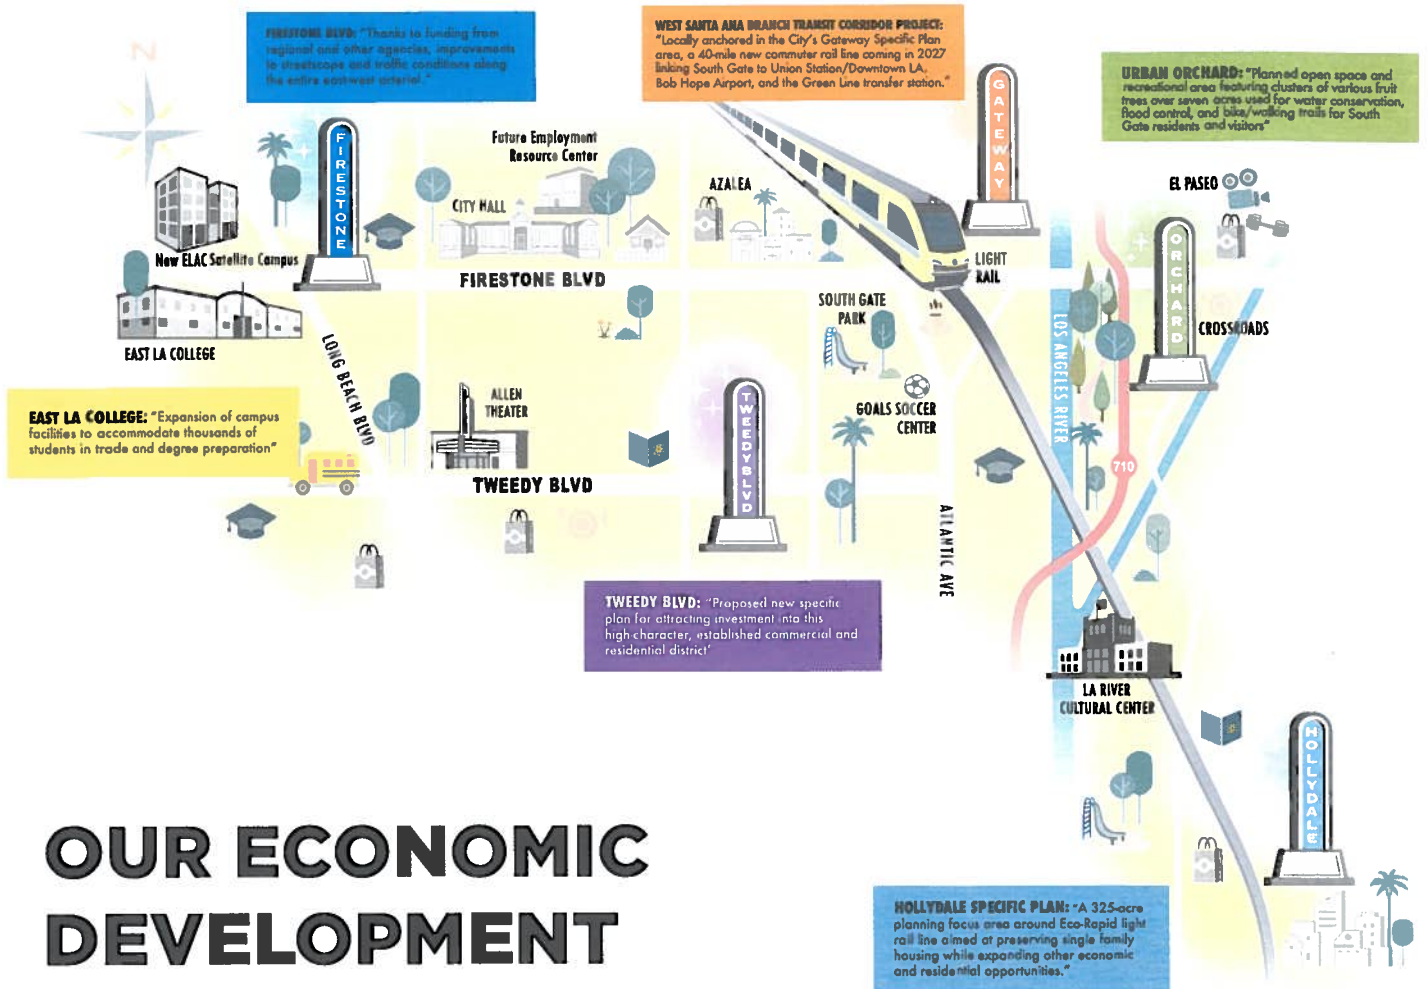 FIRESTONE BLVD: "Thanks to funding from
regional and other agencies, improvements
to streetscape and traffic conditions along
the entire east-west arterial."
WEST SANTA ANA BRANCH TRANSIT CORRIDOR PROJECT:
"Locally anchored in the City's Gateway Specific Plan
area, a 40-mile new commuter rail line coming in 2027
linking South Gate to Union Station/Downtown LA,
Bob Hope Airport, and the Green Line transfer station."
URBAN ORCHARD: "Planned open space and
recreational area featuring clusters of various fruit
trees over seven acres used for water conservation,
flood control, and bike/walking trails for South
Gate residents and visitors"
N
FIRESTONE
Future Employment
Resource Center
CITY HALL
AZALEA
GATEWAY
EL PASEO
New ELAC Satellite Campus
FIRESTONE BLVD
LIGHT
RAIL
ORCHARD
EAST LA COLLEGE
LONG BEACH BLVD
SOUTH GATE
PARK
LOS ANGELES RIVER
CROSSROADS
EAST LA COLLEGE: "Expansion of campus
facilities to accommodate thousands of
students in trade and degree preparation"
ALLEN
THEATER
TWEEDYBLVD
GOALS SOCCER
CENTER
710
TWEEDY BLVD
ATLANTIC AVE
TWEEDY BLVD: "Proposed new specific
plan for attracting investment into this
high-character, established commercial and
residential district'
LA RIVER
CULTURAL CENTER
HOLLYDALE
OUR ECONOMIC
DEVELOPMENT
HOLLYDALE SPECIFIC PLAN: "A 325-acre
planning focus area around Eco-Rapid light
rail line aimed at preserving single family
housing while expanding other economic
and residential opportunities."